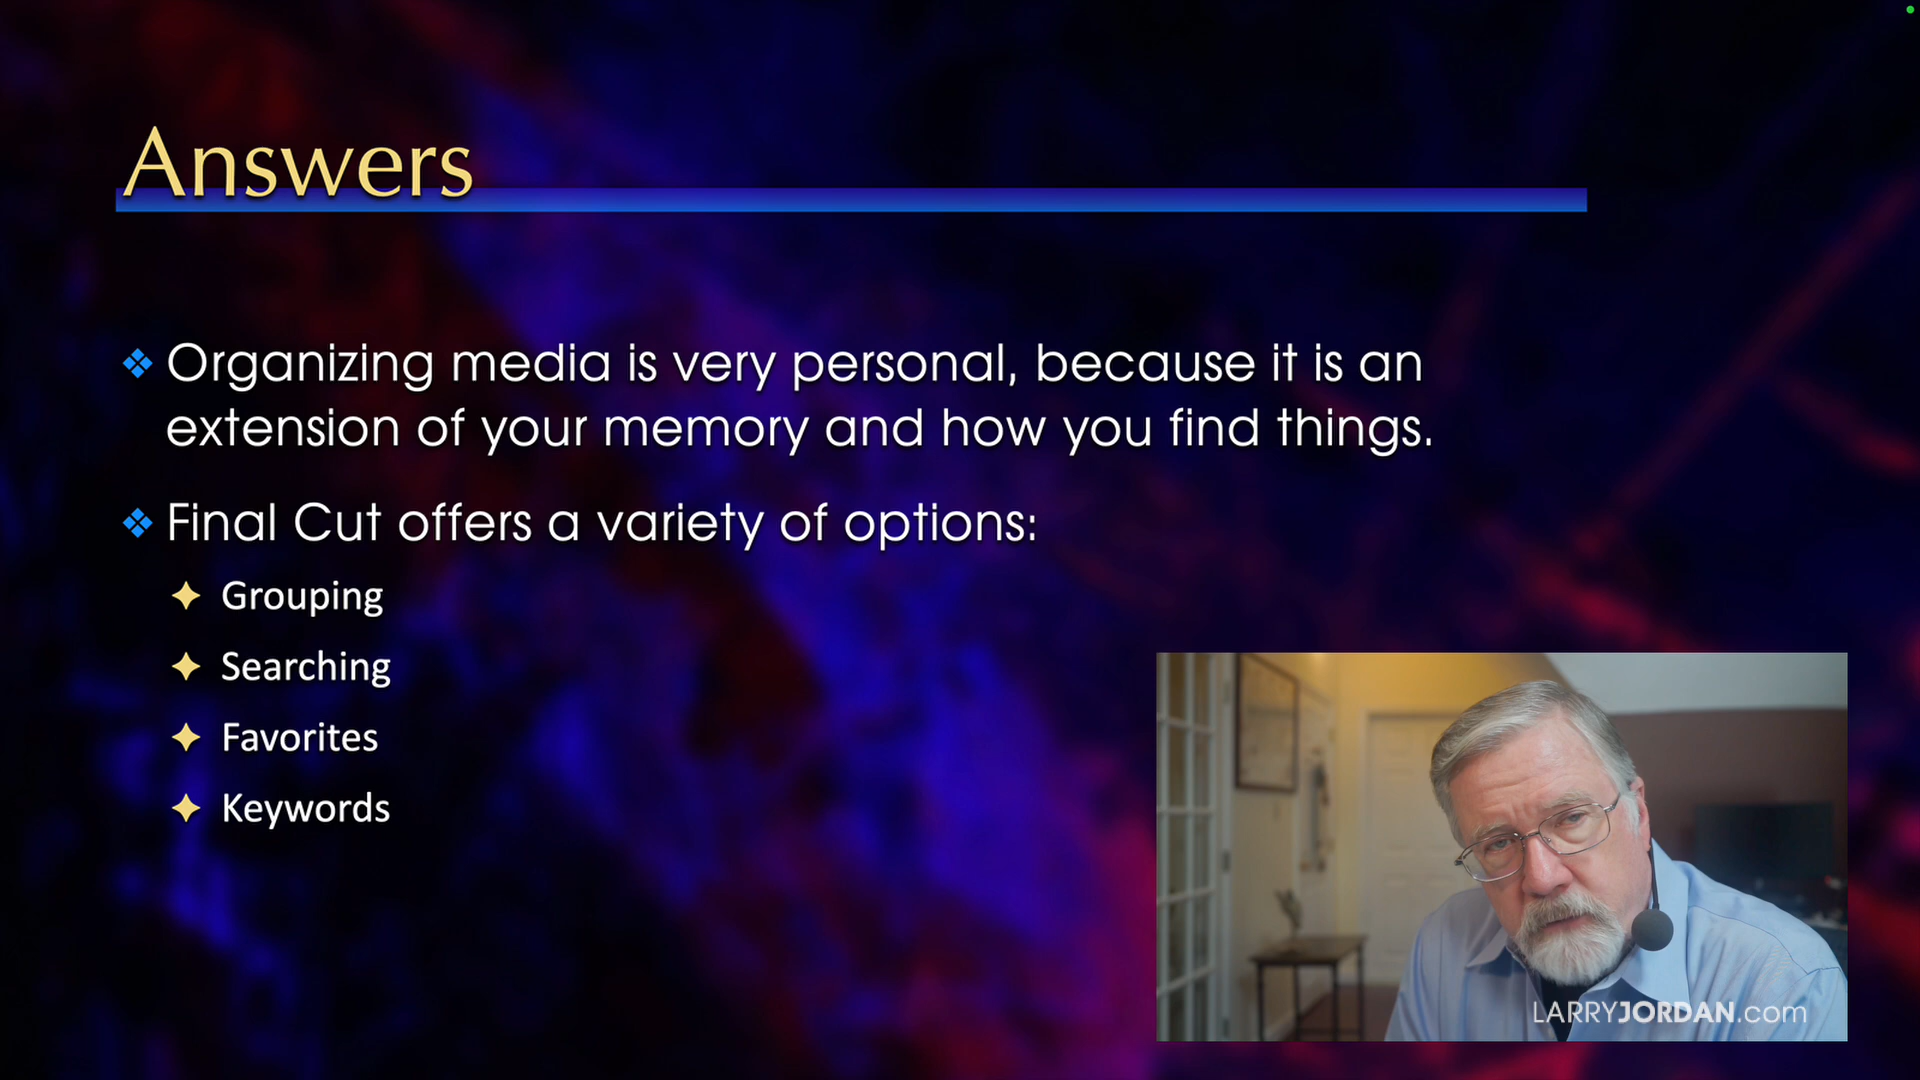 Answers
Organizing media is very personal, because it is an
extension of your memory and how you find things.
Final Cut offers a variety of options:
Grouping
Searching
Favorites
Keywords
LARRYJORDAN.com